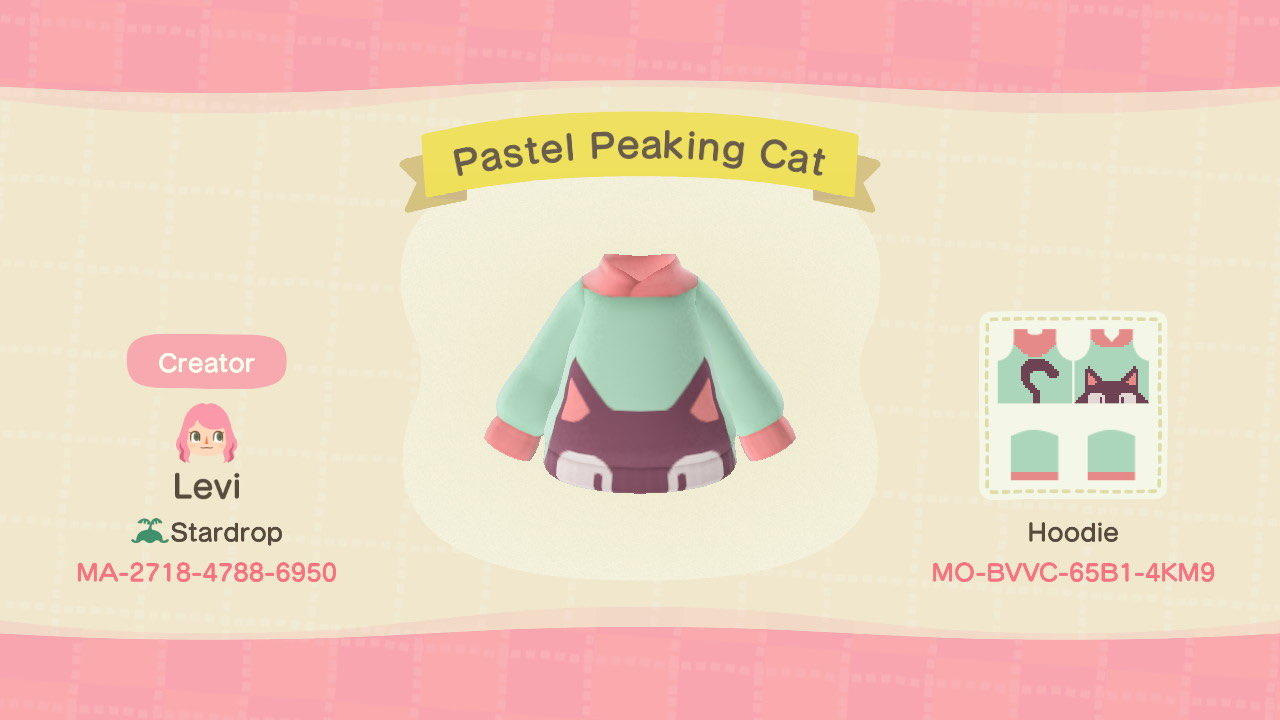 Pastel Peaking Cat
Creator
Levi
Stardrop
MA-2718-4788-6950
Hoodie
MO-BVVC-65B1-4KM9